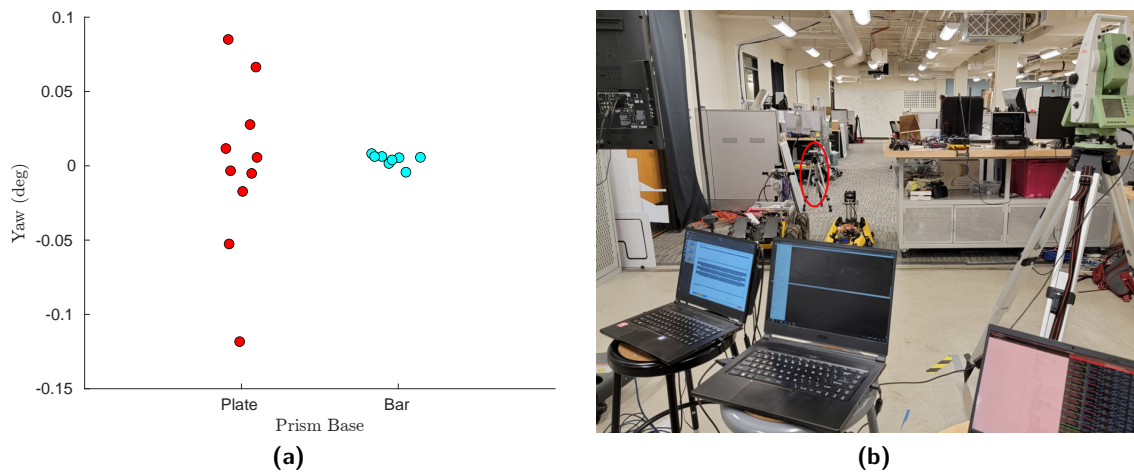 0.1
0.05
0
-0.05
-0.1
-0.15
Yaw (deg)
Plate
Bar
Prism Base
(a)
(b)